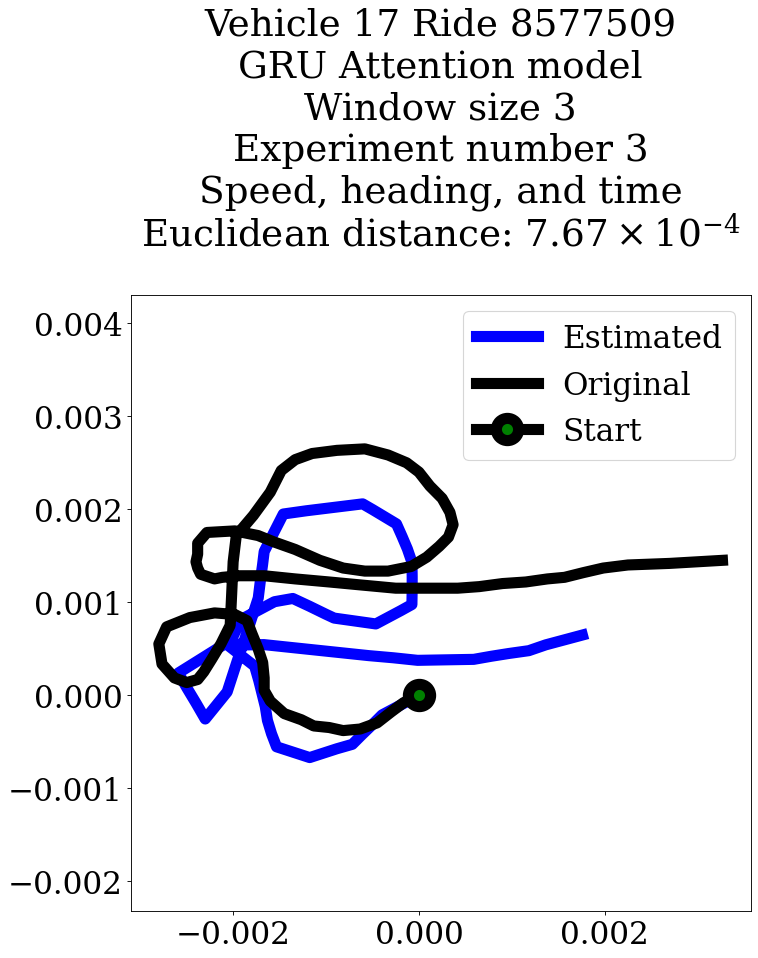 Vehicle 17 Ride 8577509
GRU Attention model
Window size 3
Experiment number 3
Speed, heading, and time
Euclidean distance: 7.67 × 10⁻⁴
Estimated
Original
Start
0.004
0.003
0.002
0.001
0.000
−0.001
−0.002
−0.002 0.000 0.002